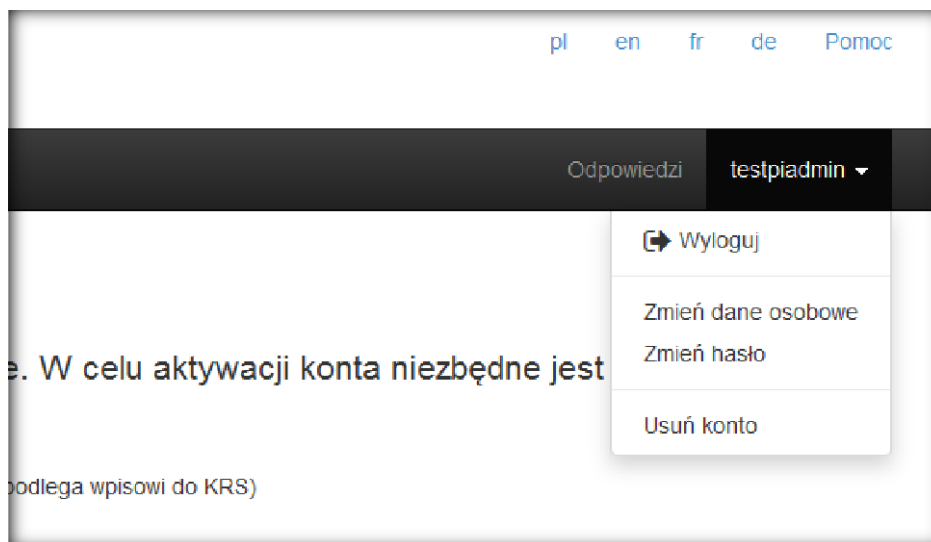 pl en fr de Pomoc
Odpowiedzi testpiadmin
Wyloguj
Zmień dane osobowe
Zmień hasło
e. W celu aktywacji konta niezbędne jest
Usuń konto
podlega wpisowi do KRS)